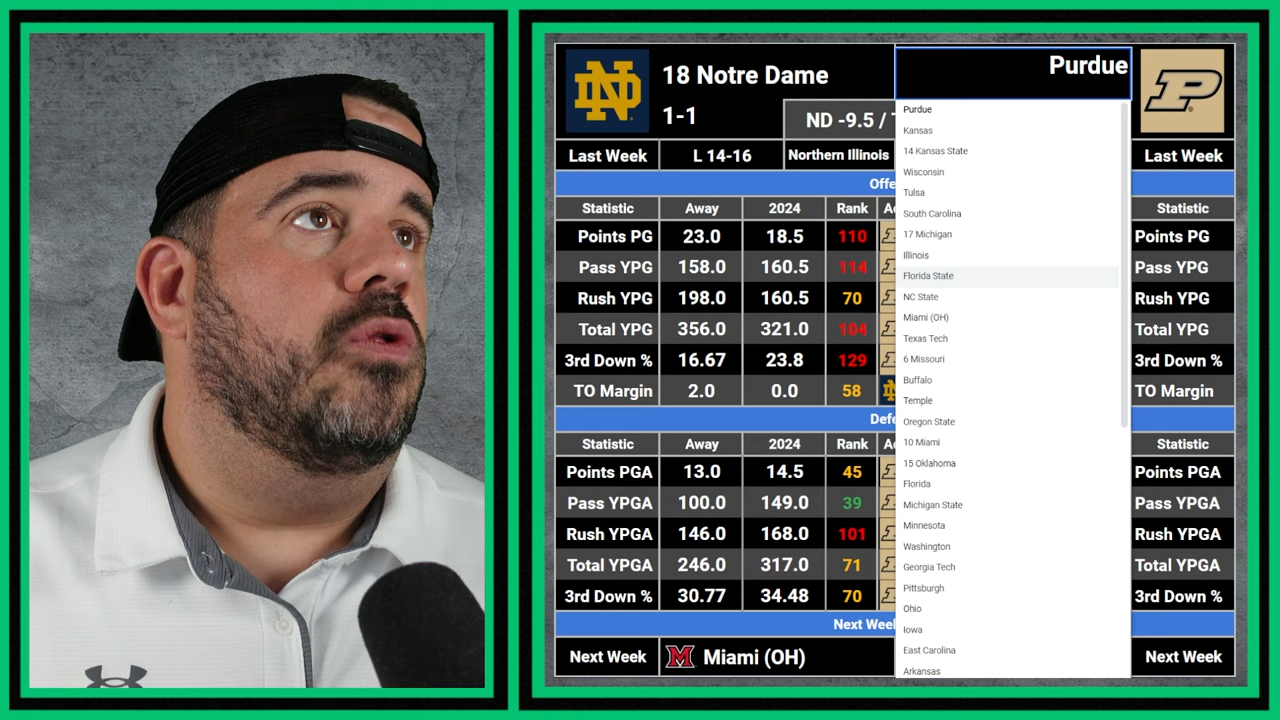 18 Notre Dame
1-1
ND -9.5 /
Purdue
Last Week L 14-16 Northern Illinois Last Week
Statistic Away 2024 Rank Statistic
Points PG 23.0 18.5 110 Points PG
Pass YPG 158.0 160.5 114 Pass YPG
Rush YPG 198.0 160.5 70 Rush YPG
Total YPG 356.0 321.0 104 Total YPG
3rd Down % 16.67 23.8 129 3rd Down %
TO Margin 2.0 0.0 58 TO Margin
Statistic Away 2024 Rank Statistic
Points PGA 13.0 14.5 45 Points PGA
Pass YPGA 100.0 149.0 39 Pass YPGA
Rush YPGA 146.0 168.0 101 Rush YPGA
Total YPGA 246.0 317.0 71 Total YPGA
3rd Down % 30.77 34.48 70 3rd Down %
Next Week
Next Week M Miami (OH) Next Week
Purdue
Kansas
14 Kansas State
Wisconsin
Tulsa
South Carolina
17 Michigan
Illinois
Florida State
NC State
Miami (OH)
Texas Tech
6 Missouri
Buffalo
Temple
Oregon State
10 Miami
15 Oklahoma
Florida
Michigan State
Minnesota
Washington
Georgia Tech
Pittsburgh
Ohio
Iowa
East Carolina
Arkansas
ND
P